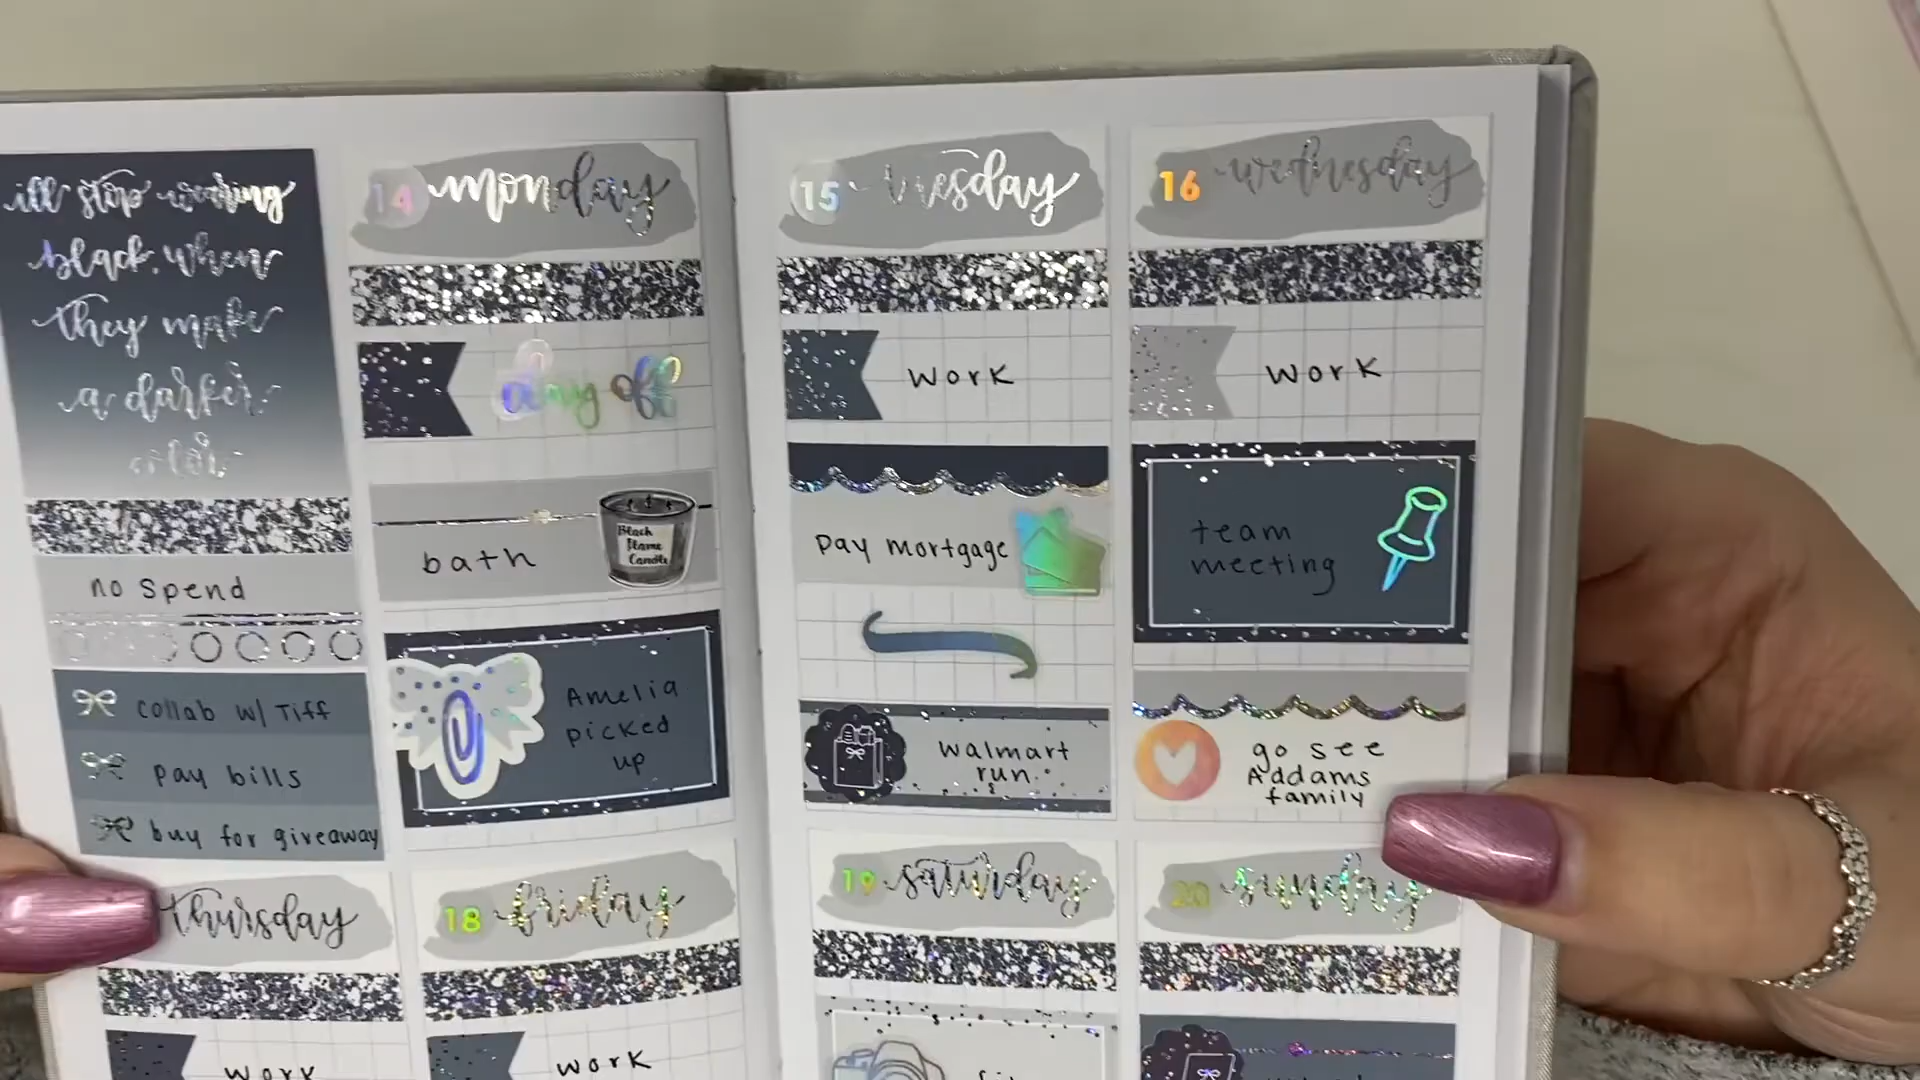 ill stop wearing
black when
they make
a darker
color
no spend
collab w/ Tiff
pay bills
buy for giveaway
14 monday
day off
bath
Black
Flame
Candle
Amelia
picked
up
15 tuesday
work
pay mortgage
walmart
run
16 wednesday
work
team
meeting
go see
Addams
family
thursday
work
18 friday
work
19 saturday
20 sunday